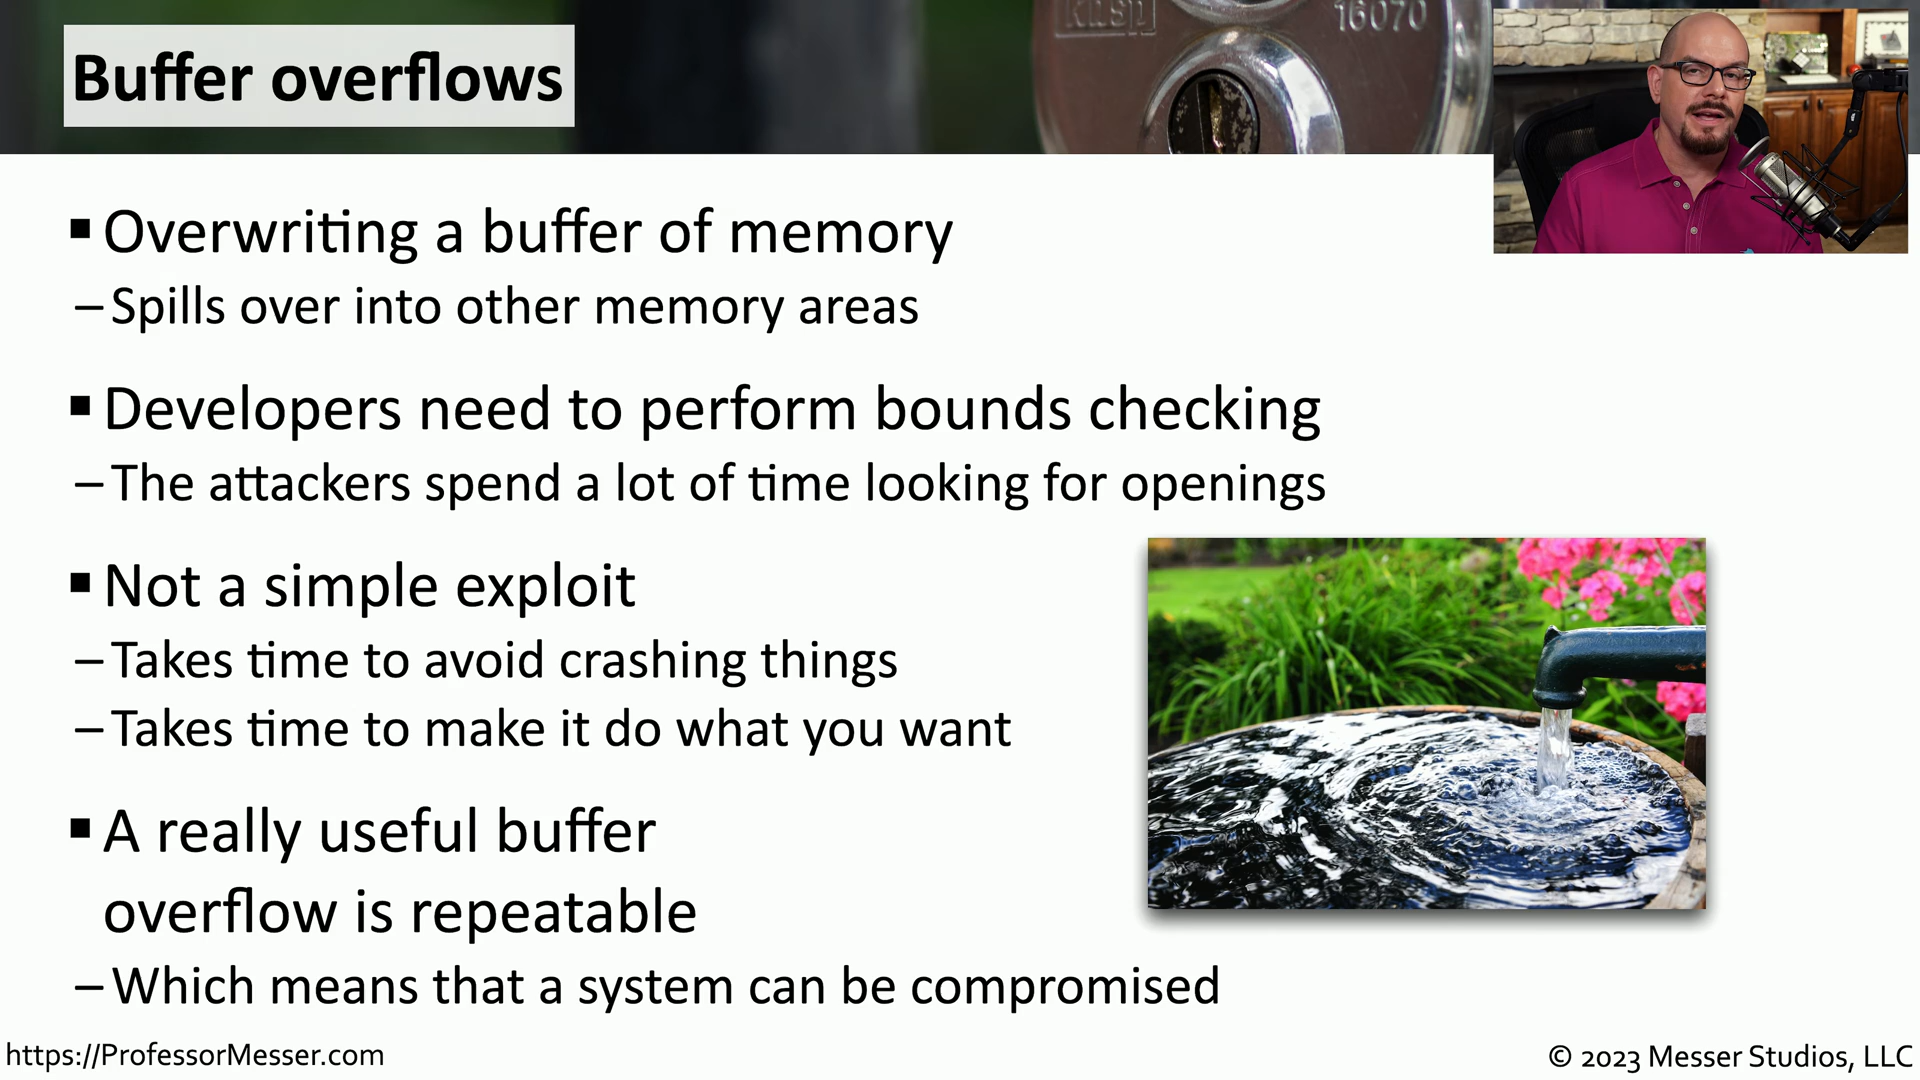 knsp
16070
Buffer overflows
▪ Overwriting a buffer of memory
– Spills over into other memory areas
▪ Developers need to perform bounds checking
– The attackers spend a lot of time looking for openings
▪ Not a simple exploit
– Takes time to avoid crashing things
– Takes time to make it do what you want
▪ A really useful buffer
overflow is repeatable
– Which means that a system can be compromised
https://ProfessorMesser.com
© 2023 Messer Studios, LLC